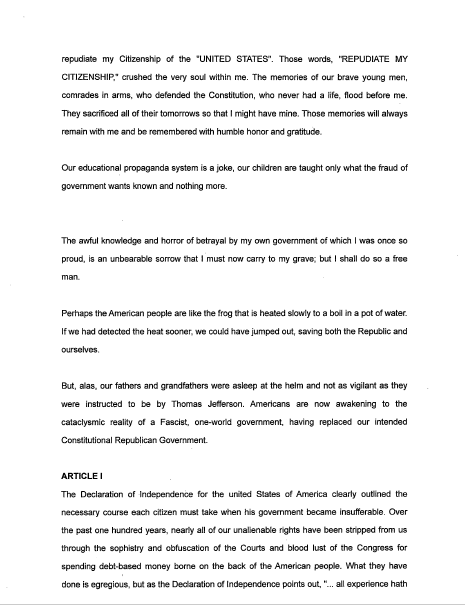 repudiate my Citizenship of the "UNITED STATES". Those words, "REPUDIATE MY
CITIZENSHIP," crushed the very soul within me. The memories of our brave young men,
comrades in arms, who defended the Constitution, who never had a life, flood before me.
They sacrificed all of their tomorrows so that I might have mine. Those memories will always
remain with me and be remembered with humble honor and gratitude.
Our educational propaganda system is a joke, our children are taught only what the fraud of
government wants known and nothing more.
The awful knowledge and horror of betrayal by my own government of which I was once so
proud, is an unbearable sorrow that I must now carry to my grave; but I shall do so a free
man.
Perhaps the American people are like the frog that is heated slowly to a boil in a pot of water.
If we had detected the heat sooner, we could have jumped out, saving both the Republic and
ourselves.
But, alas, our fathers and grandfathers were asleep at the helm and not as vigilant as they
were instructed to be by Thomas Jefferson. Americans are now awakening to the
cataclysmic reality of a Fascist, one-world government, having replaced our intended
Constitutional Republican Government.
ARTICLE I
The Declaration of Independence for the united States of America clearly outlined the
necessary course each citizen must take when his government became insufferable. Over
the past one hundred years, nearly all of our unalienable rights have been stripped from us
through the sophistry and obfuscation of the Courts and blood lust of the Congress for
spending debt-based money borne on the back of the American people. What they have
done is egregious, but as the Declaration of Independence points out, "... all experience hath